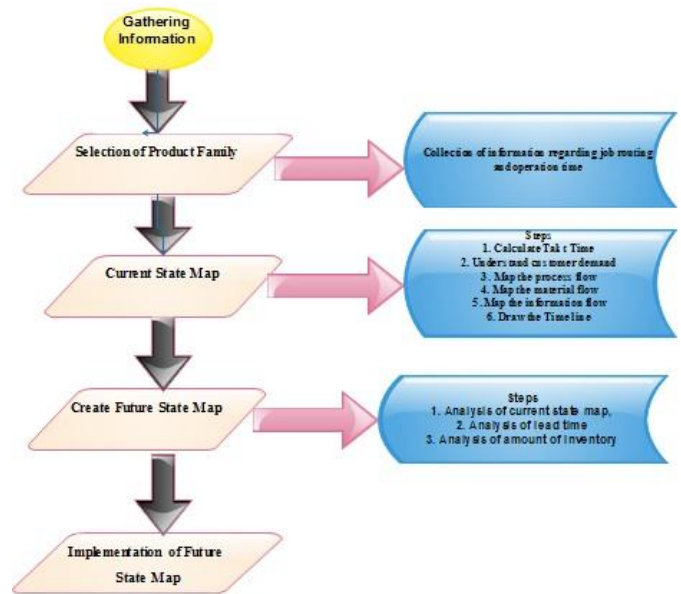 Gathering
Information
Selection of Product Family
Collection of information regarding job routing
and operation time
Current State Map
Steps
1. Calculate Takt Time
2. Understand customer demand
3. Map the process flow
4. Map the material flow
5. Map the information flow
6. Draw the Timeline
Create Future State Map
Steps
1. Analysis of current state map,
2. Analysis of lead time
3. Analysis of amount of inventory
Implementation of Future
State Map